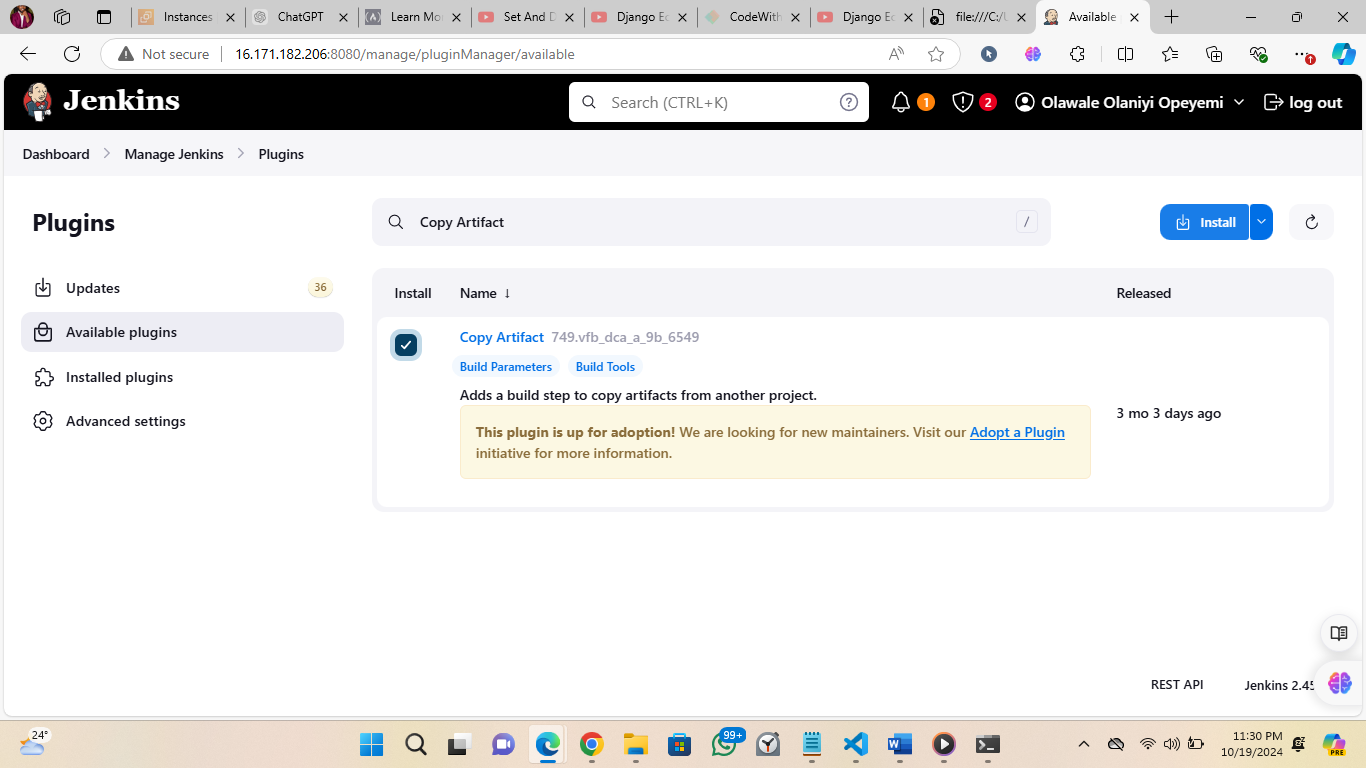 Instances
ChatGPT
Learn Mo
Set And D
Django Ec
CodeWith
Django Ec
file:///C:/U
Available
Not secure
16.171.182.206:8080/manage/pluginManager/available
Jenkins
Search (CTRL+K)
1
2
Olawale Olaniyi Opeyemi
log out
Dashboard
Manage Jenkins
Plugins
Plugins
Copy Artifact
/
Install
Updates
36
Available plugins
Installed plugins
Advanced settings
Install
Name ↓
Released
Copy Artifact 749.vfb_dca_a_9b_6549
Build Parameters
Build Tools
Adds a build step to copy artifacts from another project.
This plugin is up for adoption! We are looking for new maintainers. Visit our Adopt a Plugin
initiative for more information.
3 mo 3 days ago
REST API
Jenkins 2.45
24°
99+
11:30 PM
10/19/2024
PRE